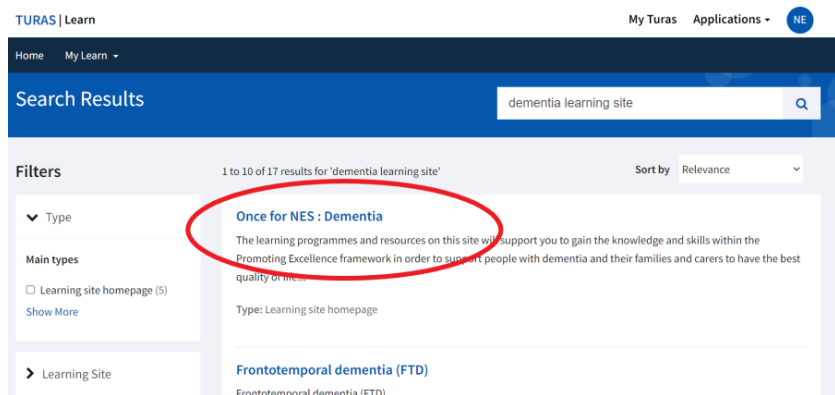 TURAS | Learn
My Turas Applications NE
Home My Learn
Search Results
dementia learning site
Filters
1 to 10 of 17 results for 'dementia learning site'
Sort by Relevance
Type
Main types
Learning site homepage (5)
Show More
Learning Site
Once for NES : Dementia
The learning programmes and resources on this site will support you to gain the knowledge and skills within the
Promoting Excellence framework in order to support people with dementia and their families and carers to have the best
quality of life...
Type: Learning site homepage
Frontotemporal dementia (FTD)
Frontotemporal dementia (FTD)